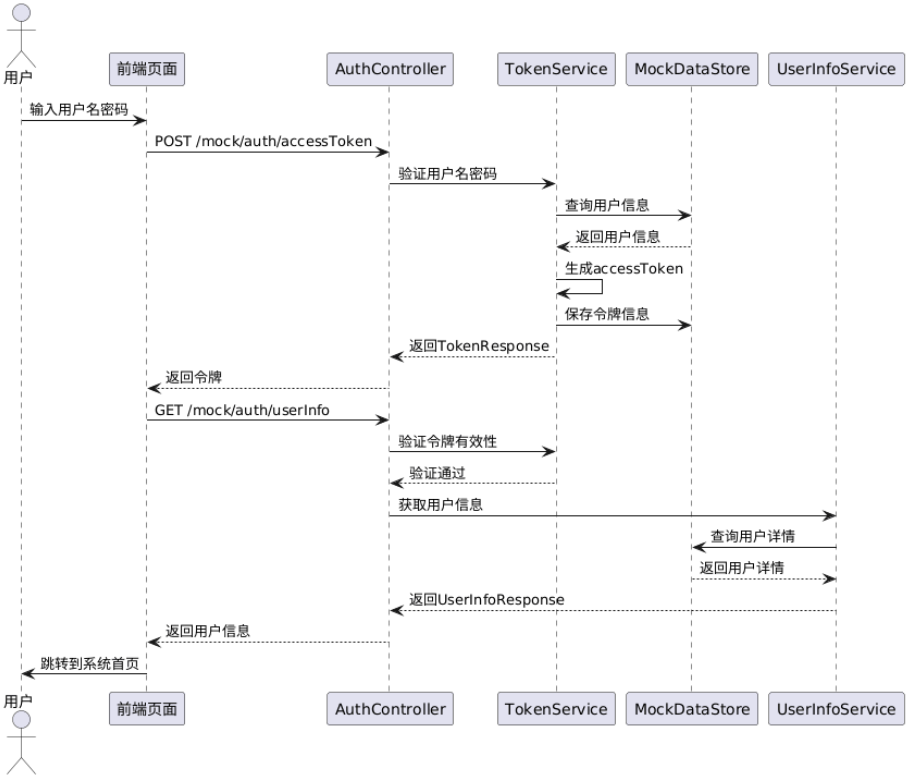 用户
前端页面
AuthController
TokenService
MockDataStore
UserInfoService
输入用户名密码
POST /mock/auth/accessToken
验证用户名密码
查询用户信息
返回用户信息
生成accessToken
保存令牌信息
返回TokenResponse
返回令牌
GET /mock/auth/userInfo
验证令牌有效性
验证通过
获取用户信息
查询用户详情
返回用户详情
返回UserInfoResponse
返回用户信息
跳转到系统首页
用户
前端页面
AuthController
TokenService
MockDataStore
UserInfoService